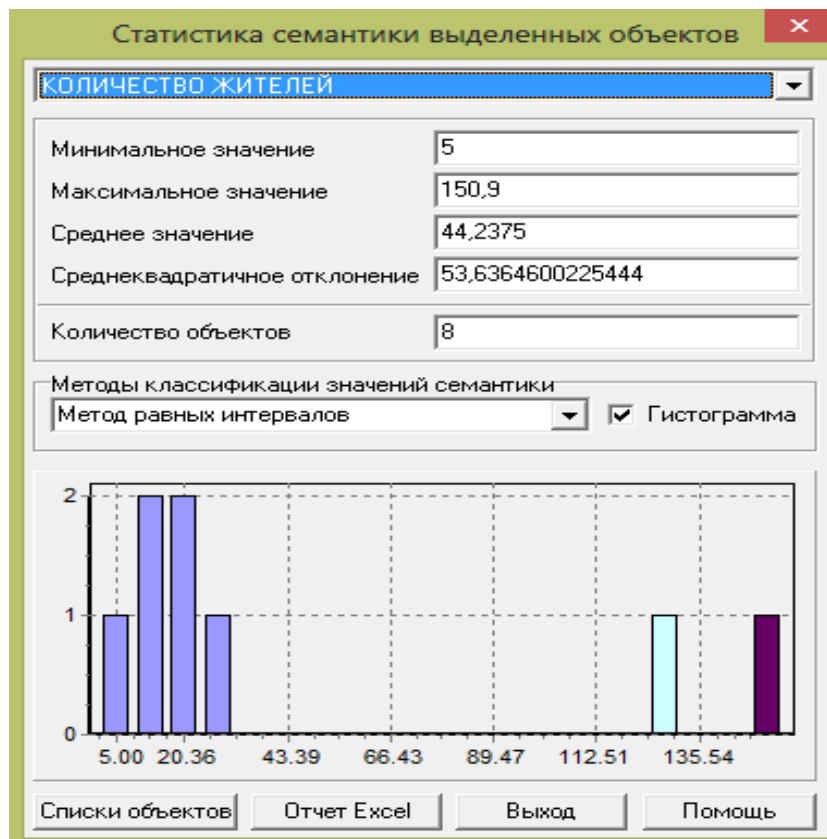 Статистика семантики выделенных объектов
КОЛИЧЕСТВО ЖИТЕЛЕЙ
Минимальное значение 5
Максимальное значение 150,9
Среднее значение 44,2375
Среднеквадратичное отклонение 53,6364600225444
Количество объектов 8
Методы классификации значений семантики
Метод равных интервалов Гистограмма
2
1
0
5.00 20.36 43.39 66.43 89.47 112.51 135.54
Списки объектов Отчет Excel Выход Помощь